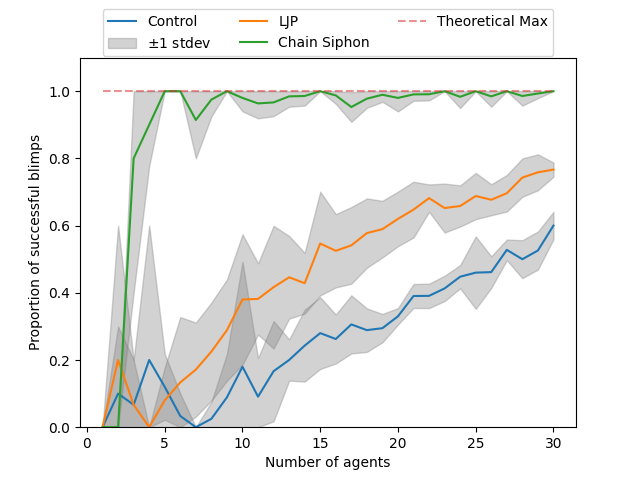 Control
LJP
Theoretical Max
±1 stdev
Chain Siphon
1.0
0.8
0.6
0.4
0.2
0.0
Proportion of successful blimps
0 5 10 15 20 25 30
Number of agents